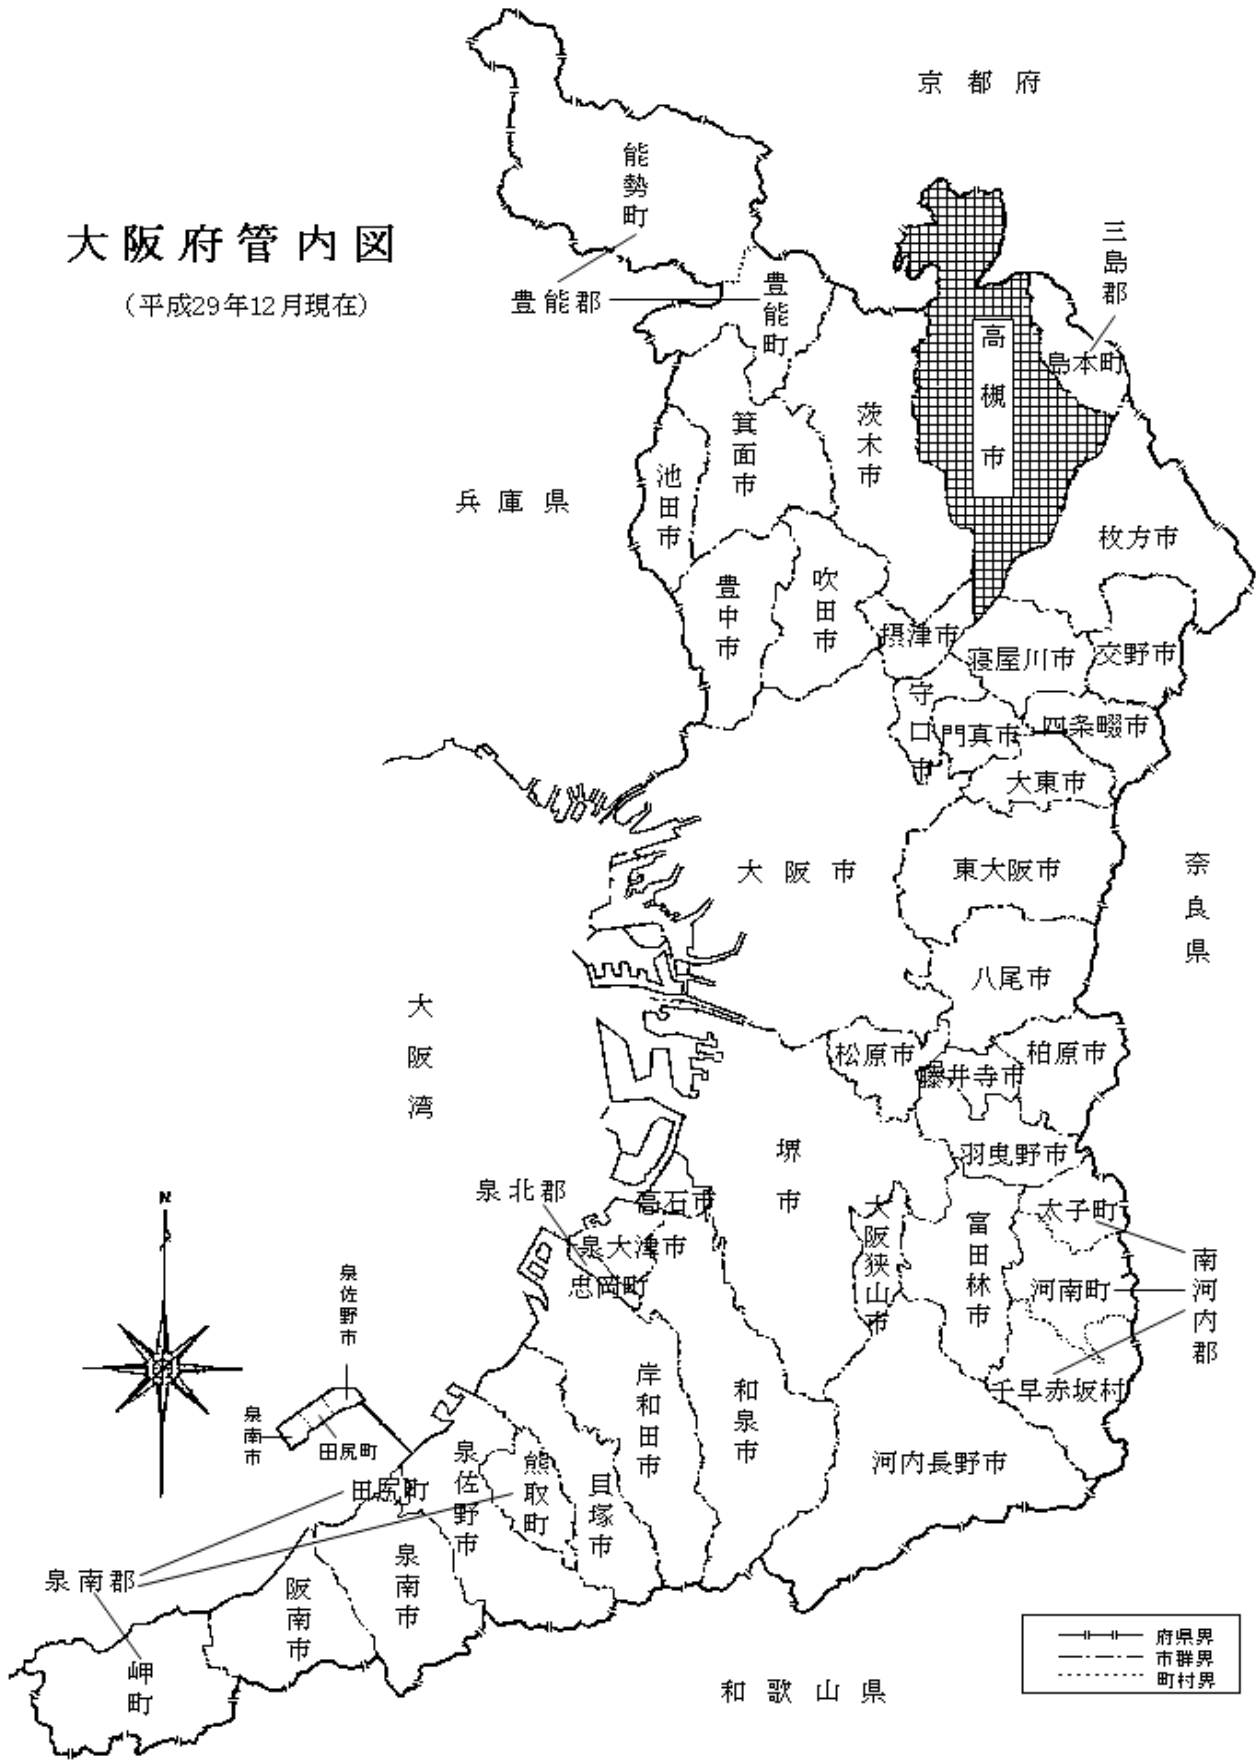 大阪府管内図
（平成29年12月現在）
京都府
能勢町
豊能郡
豊能町
三島郡
島本町
高槻市
茨木市
箕面市
池田市
兵庫県
枚方市
豊中市
吹田市
摂津市
寝屋川市
交野市
守口市
門真市
四条畷市
大東市
大阪市
東大阪市
奈良県
八尾市
大阪湾
松原市
藤井寺市
柏原市
堺市
羽曳野市
泉北郡
高石市
泉大津市
忠岡町
大阪狭山市
富田林市
太子町
河南町
南河内郡
千早赤坂村
N
泉佐野市
泉南市
田尻町
岸和田市
和泉市
河内長野市
田尻町
泉佐野市
熊取町
貝塚市
泉南郡
泉南市
阪南市
岬町
和歌山県
府県界
市群界
町村界